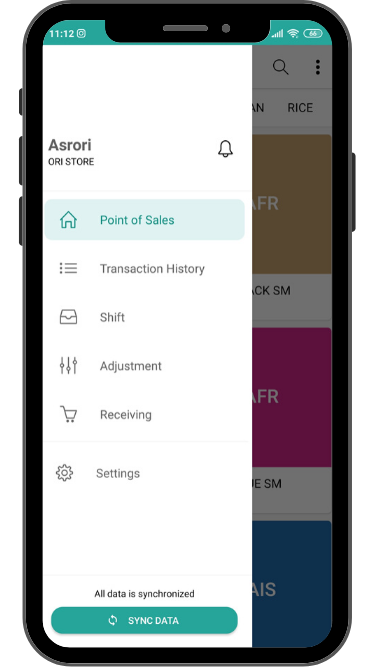 11:12
66
AN RICE
Asrori
ORI STORE
AFR
Point of Sales
Transaction History
ACK SM
Shift
Adjustment
AFR
Receiving
Settings
UE SM
AIS
All data is synchronized
SYNC DATA